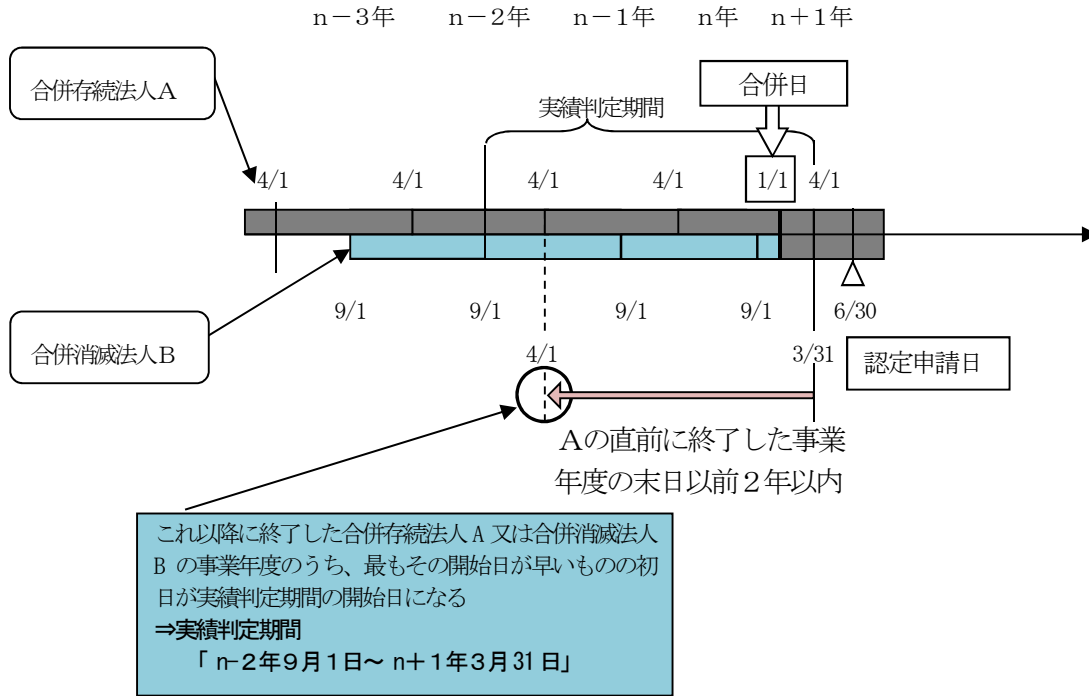 n－3年　n－2年　n－1年　n年　n＋1年
合併存続法人A
合併日
実績判定期間
4/1　4/1　4/1　4/1　1/1　4/1
9/1　9/1　9/1　9/1　6/30
合併消滅法人B
4/1　3/31　認定申請日
Aの直前に終了した事業
年度の末日以前2年以内
これ以降に終了した合併存続法人A 又は合併消滅法人
B の事業年度のうち、最もその開始日が早いものの初
日が実績判定期間の開始日になる
⇒実績判定期間
「 n-2年9月1日～ n＋1年3月31日」